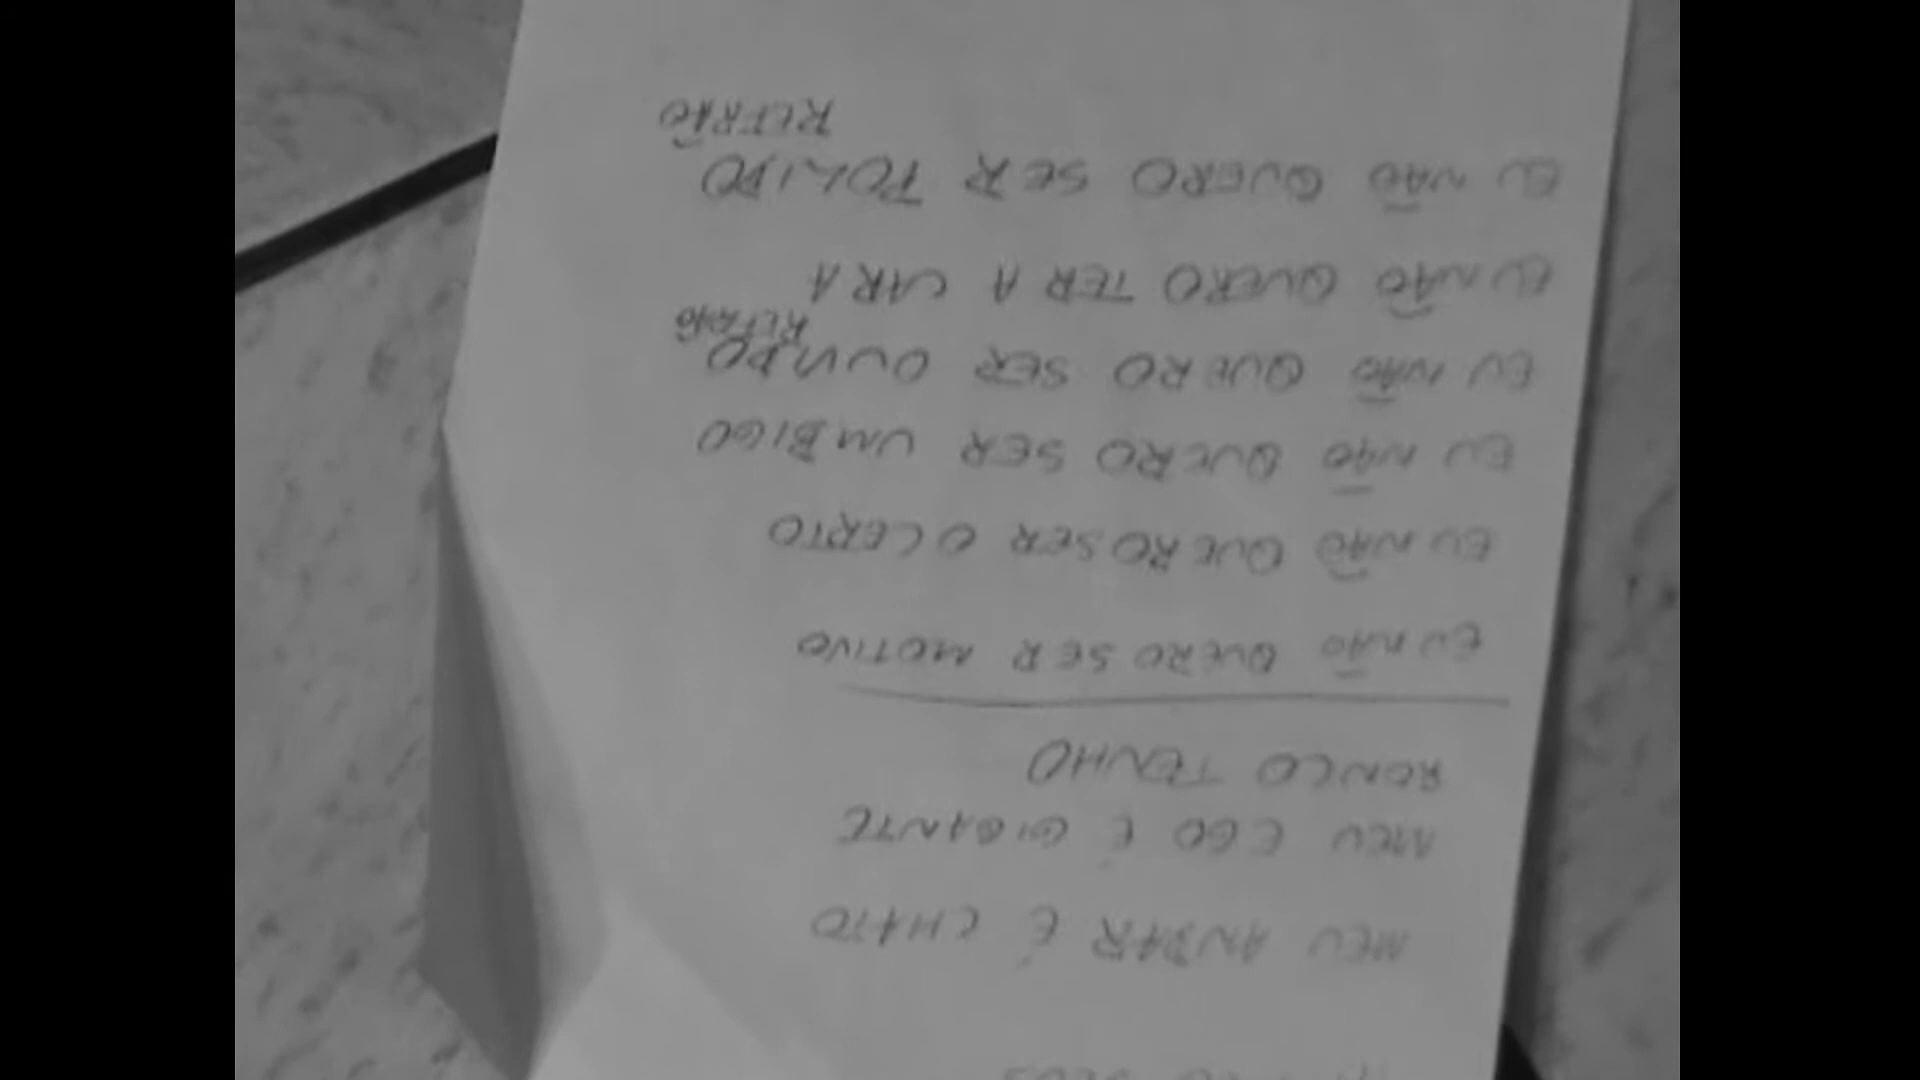 MEU ANDAR É CHATO
MEU EGO É GIGANTE
RONCO TENHO
EU NÃO QUERO SER MOTIVO
EU NÃO QUERO SER O CERTO
EU NÃO QUERO SER UMBIGO
EU NÃO QUERO SER OUVIDO
REFRÃO
EU NÃO QUERO TER A CARA
EU NÃO QUERO SER POLIDO
REFRÃO